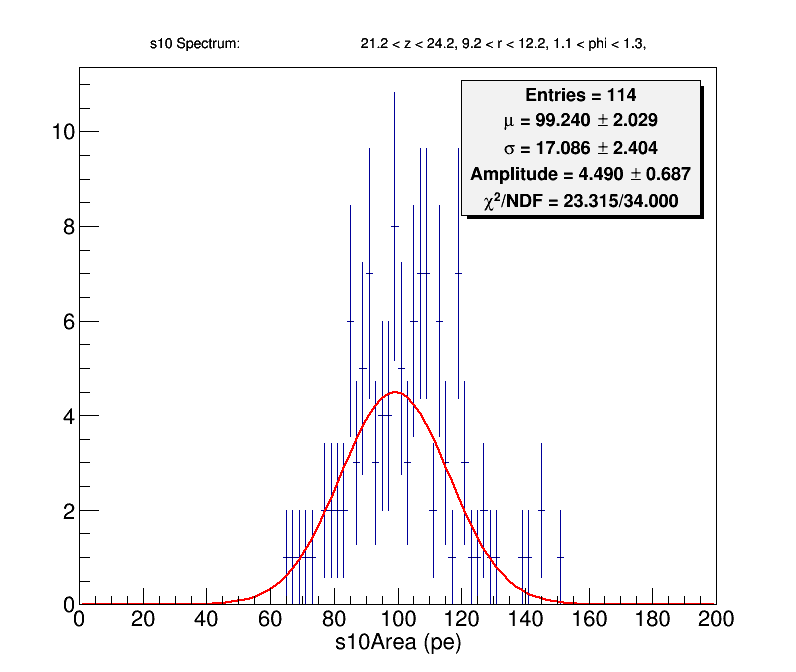 s10 Spectrum: 21.2 < z < 24.2, 9.2 < r < 12.2, 1.1 < phi < 1.3,
Entries = 114
μ = 99.240 ± 2.029
σ = 17.086 ± 2.404
Amplitude = 4.490 ± 0.687
χ²/NDF = 23.315/34.000
10
8
6
4
2
0
0 20 40 60 80 100 120 140 160 180 200
s10Area (pe)